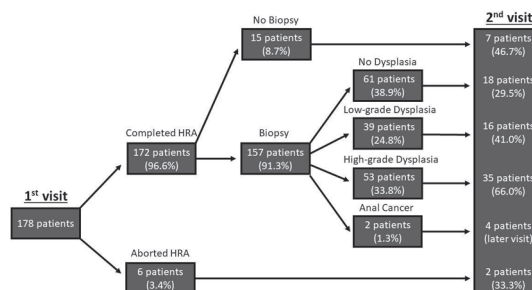 2nd visit
No Biopsy
15 patients
(8.7%)
7 patients
(46.7%)
No Dysplasia
61 patients
(38.9%)
18 patients
(29.5%)
Low-grade Dysplasia
39 patients
(24.8%)
16 patients
(41.0%)
Completed HRA
172 patients
(96.6%)
Biopsy
157 patients
(91.3%)
High-grade Dysplasia
53 patients
(33.8%)
35 patients
(66.0%)
1st visit
178 patients
Anal Cancer
2 patients
(1.3%)
4 patients
(later visit)
Aborted HRA
6 patients
(3.4%)
2 patients
(33.3%)